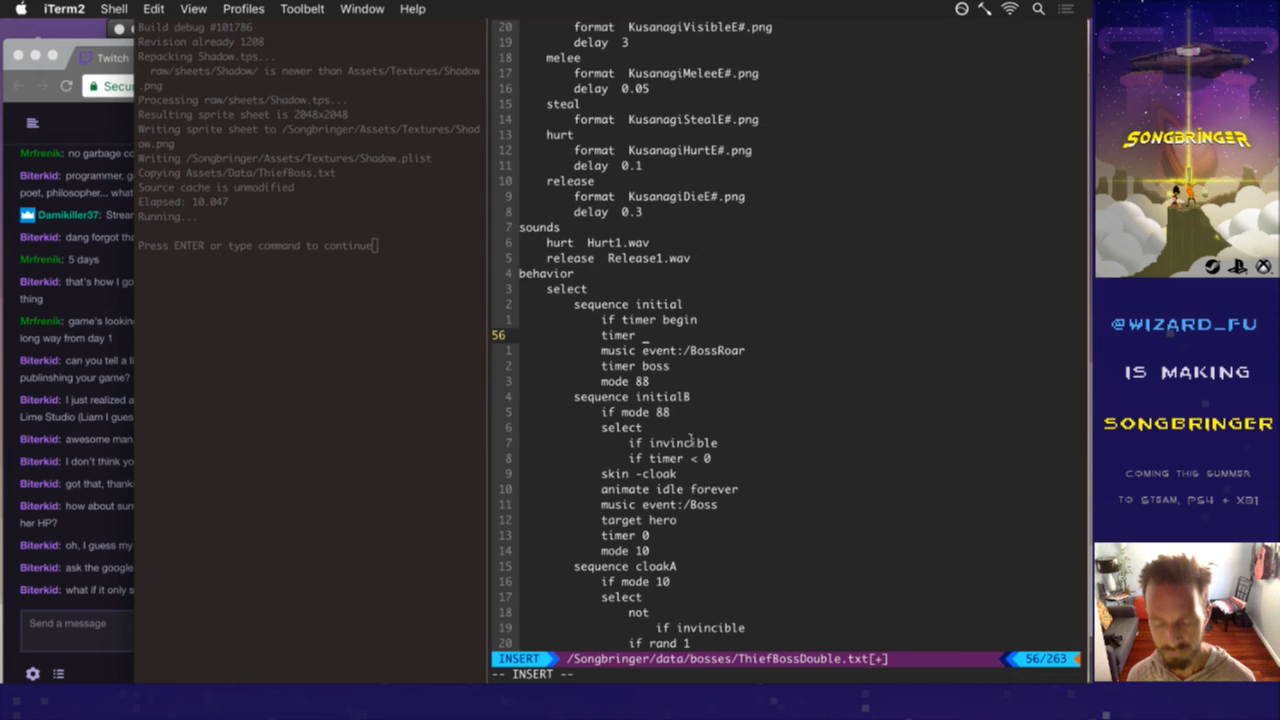 iTerm2 Shell Edit View Profiles Toolbelt Window Help
Twitch
Secur
Mrfrenik: no garbage co
Biterkid: programmer, g
poet, philosopher... what
Damikiller37: Stream
Biterkid: dang forgot tha
Mrfrenik: 5 days
Biterkid: that's how I go
thing
Mrfrenik: game's lookin
long way from day 1
Biterkid: can you tell a li
publinshing your game?
Biterkid: I just realized a
Lime Studio (Liam I gues
Biterkid: awesome man
Biterkid: I don't think yo
Biterkid: got that, thank
Biterkid: how about sum
her HP?
Biterkid: oh, I guess my
Biterkid: ask the google
Biterkid: what if it only s
Send a message
Build debug #101786
Revision already 1208
Repacking Shadow.tps...
raw/sheets/Shadow/ is newer than Assets/Textures/Shadow
.png
Processing raw/sheets/Shadow.tps...
Resulting sprite sheet is 2048x2048
Writing sprite sheet to /Songbringer/Assets/Textures/Shad
ow.png
Writing /Songbringer/Assets/Textures/Shadow.plist
Copying Assets/Data/ThiefBoss.txt
Source cache is unmodified
Elapsed: 10.047
Running...
Press ENTER or type command to continue
20 format KusanagiVisibleE#.png
19 delay 3
18 melee
17 format KusanagiMeleeE#.png
16 delay 0.05
15 steal
14 format KusanagiStealE#.png
13 hurt
12 format KusanagiHurtE#.png
11 delay 0.1
10 release
9 format KusanagiDieE#.png
8 delay 0.3
7 sounds
6 hurt Hurt1.wav
5 release Release1.wav
4 behavior
3 select
2 sequence initial
1 if timer begin
56 timer _
1 music event:/BossRoar
2 timer boss
3 mode 88
4 sequence initialB
5 if mode 88
6 select
7 if invincible
8 if timer < 0
9 skin -cloak
10 animate idle forever
11 music event:/Boss
12 target hero
13 timer 0
14 mode 10
15 sequence cloakA
16 if mode 10
17 select
18 not
19 if invincible
20 if rand 1
INSERT /Songbringer/data/bosses/ThiefBossDouble.txt[+] 56/263
-- INSERT --
SONGBRINGER
@WIZARD_FU
IS MAKING
SONGBRINGER
COMING THIS SUMMER
TO STEAM, PS4 + XB1